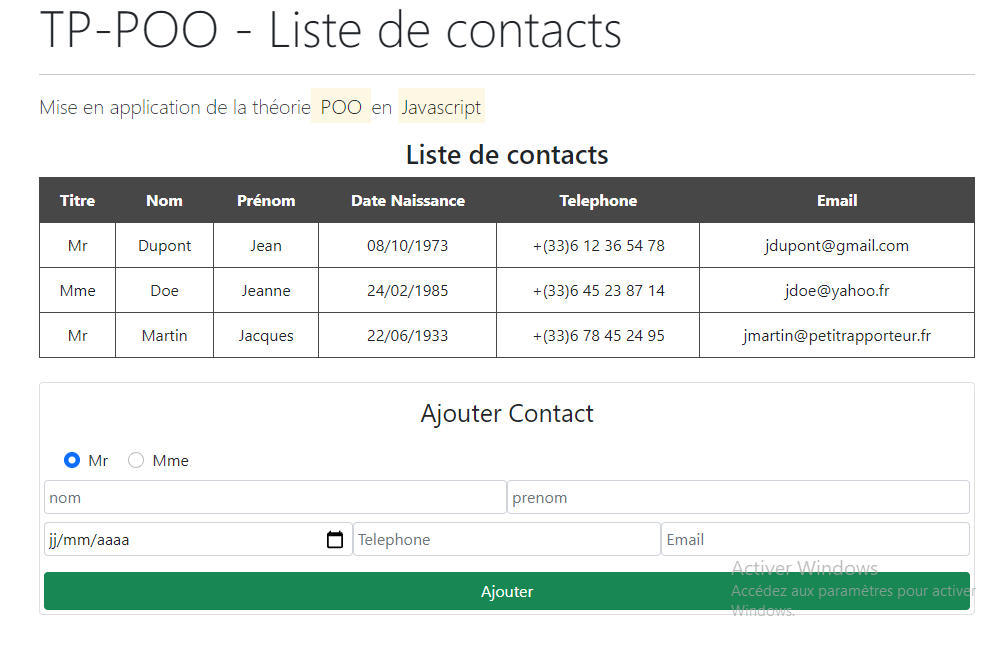 TP-POO - Liste de contacts
Mise en application de la théorie POO en Javascript
Liste de contacts
Titre Nom Prénom Date Naissance Telephone Email
Mr Dupont Jean 08/10/1973 +(33)6 12 36 54 78 jdupont@gmail.com
Mme Doe Jeanne 24/02/1985 +(33)6 45 23 87 14 jdoe@yahoo.fr
Mr Martin Jacques 22/06/1933 +(33)6 78 45 24 95 jmartin@petitrapporteur.fr
Ajouter Contact
Mr Mme
nom prenom
jj/mm/aaaa Telephone Email
Ajouter
Activer Windows
Accédez aux paramètres pour activer
Windows.